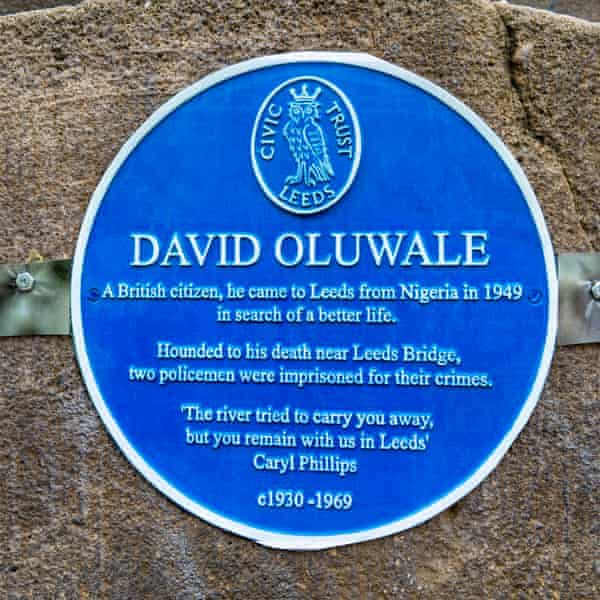 CIVIC TRUST
LEEDS
DAVID OLUWALE
A British citizen, he came to Leeds from Nigeria in 1949
in search of a better life.
Hounded to his death near Leeds Bridge,
two policemen were imprisoned for their crimes.
'The river tried to carry you away,
but you remain with us in Leeds'
Caryl Phillips
c1930 -1969